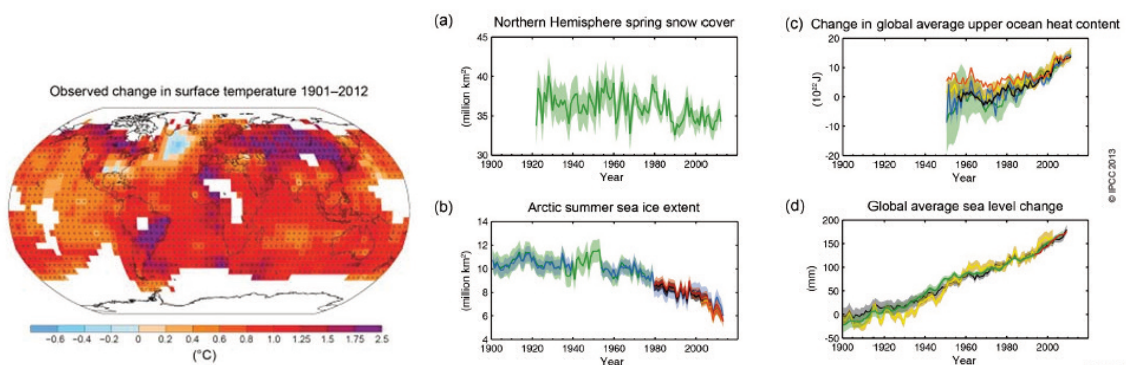 Observed change in surface temperature 1901–2012
−0.6 −0.4 −0.2 0 0.2 0.4 0.6 0.8 1.0 1.25 1.5 1.75 2.5
(°C)
(a) Northern Hemisphere spring snow cover
45
40
35
30
(million km²)
1900 1920 1940 1960 1980 2000
Year
(b) Arctic summer sea ice extent
14
12
10
8
6
4
(million km²)
1900 1920 1940 1960 1980 2000
Year
(c) Change in global average upper ocean heat content
20
10
0
-10
-20
(10²² J)
1900 1920 1940 1960 1980 2000
Year
(d) Global average sea level change
200
150
100
50
0
-50
(mm)
1900 1920 1940 1960 1980 2000
Year
© IPCC 2013